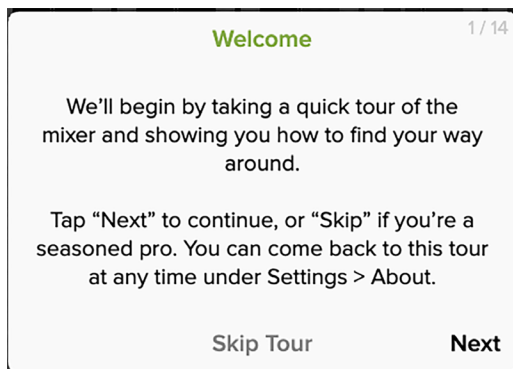 1 / 14
Welcome
We’ll begin by taking a quick tour of the
mixer and showing you how to find your way
around.
Tap “Next” to continue, or “Skip” if you’re a
seasoned pro. You can come back to this tour
at any time under Settings > About.
Skip Tour
Next